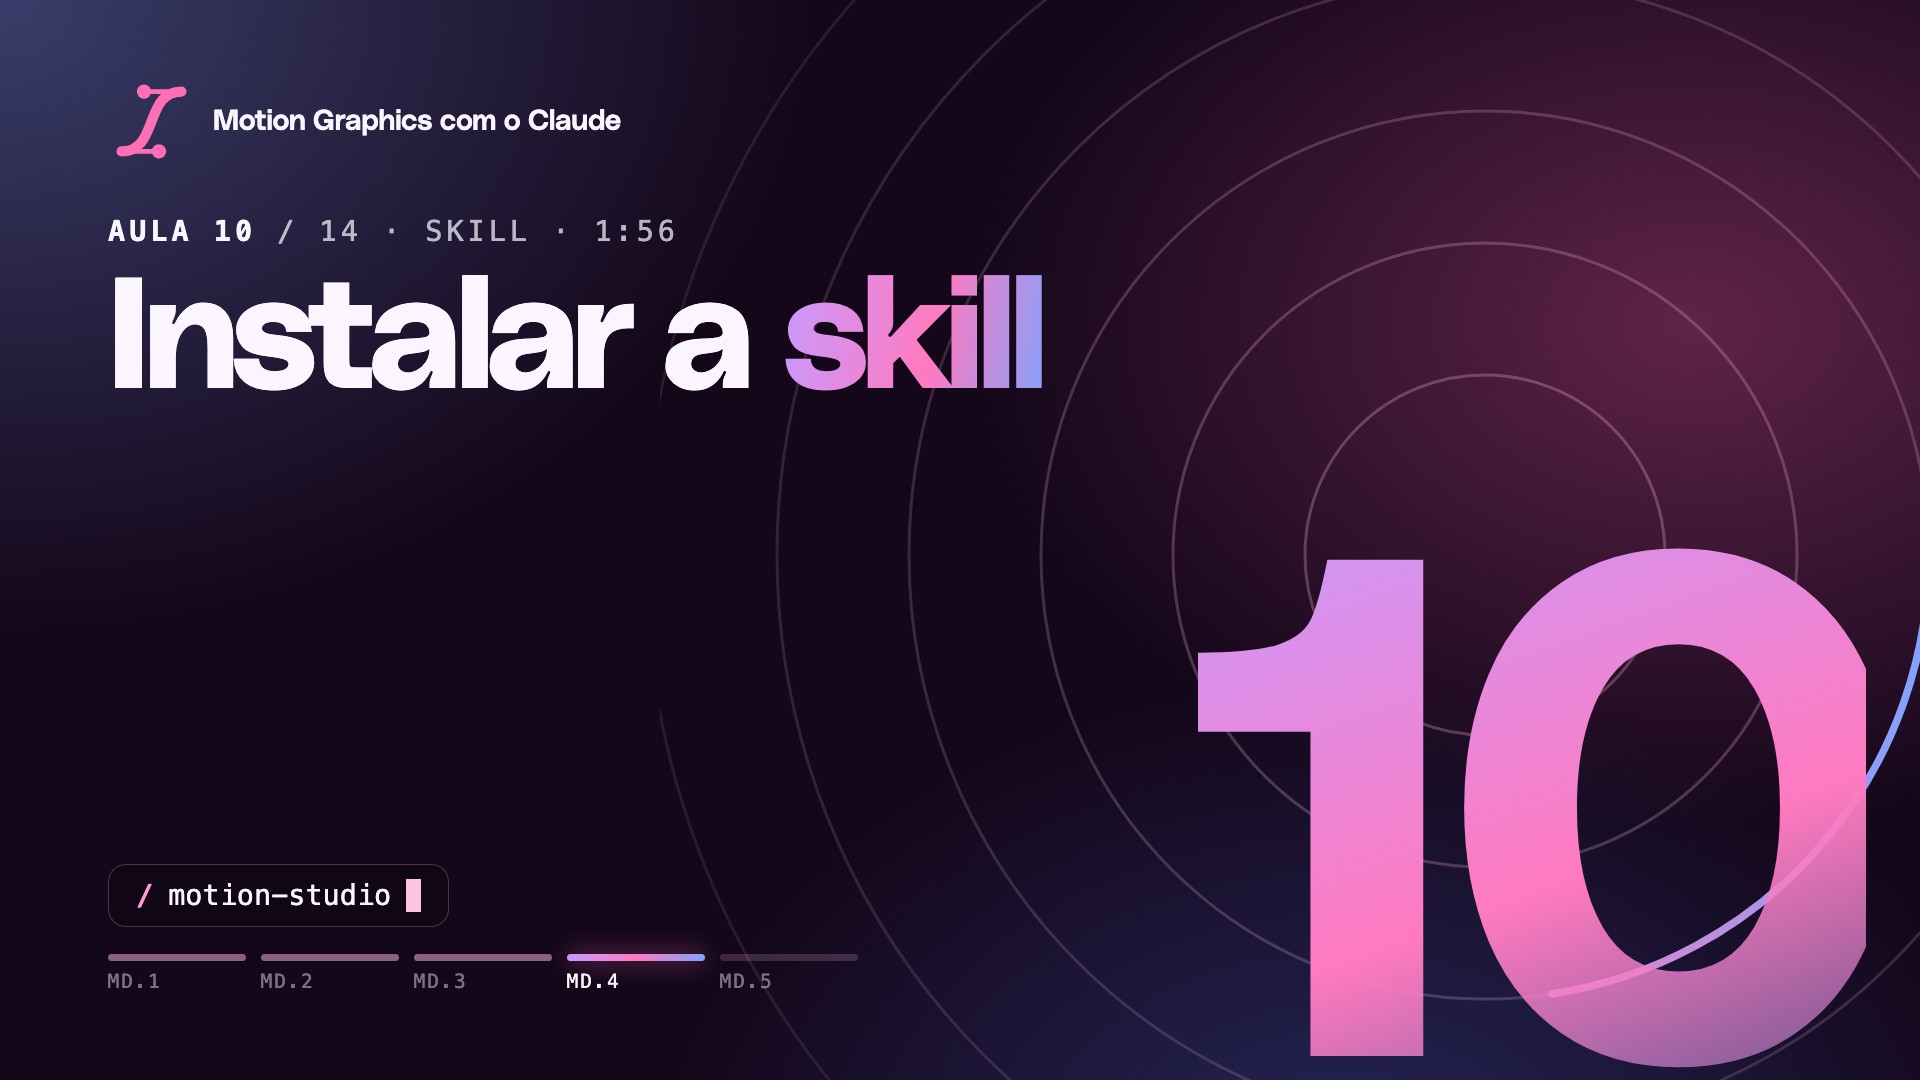 Motion Graphics com o Claude
AULA 10 / 14 · SKILL · 1:56
Instalar a skill
10
/ motion-studio
MD.1 MD.2 MD.3 MD.4 MD.5